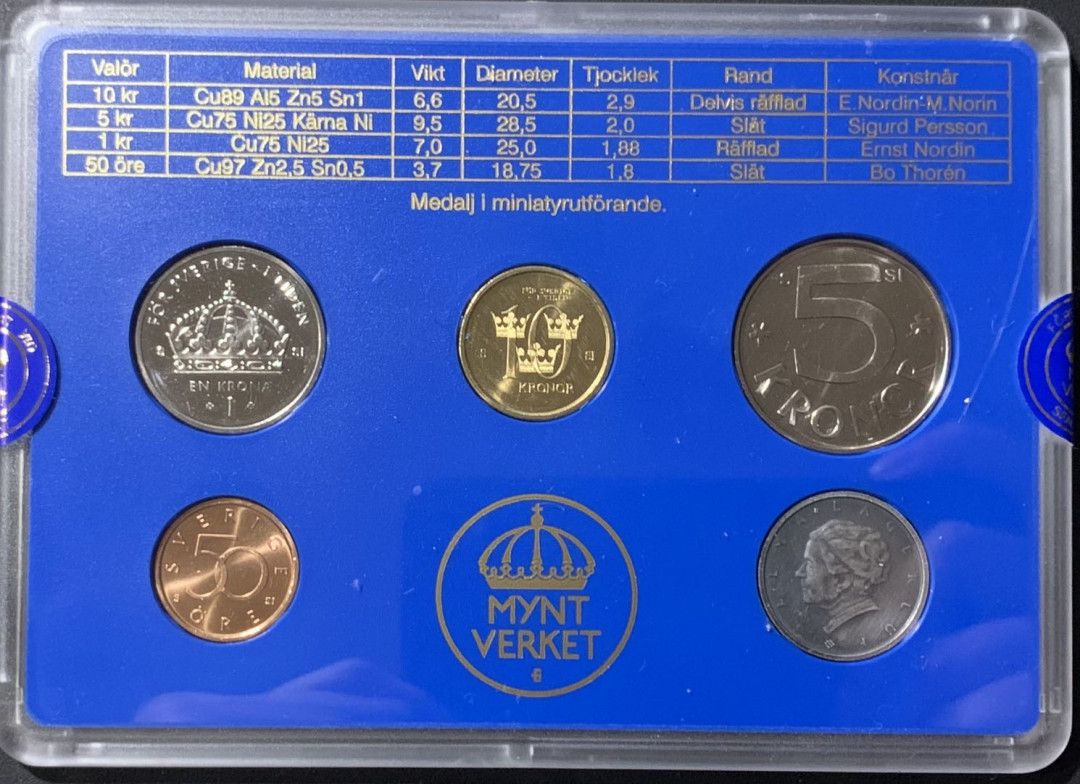 Valör Material Vikt Diameter Tjocklek Rand Konstnär
10 kr Cu89 Al5 Zn5 Sn1 6,6 20,5 2,9 Delvis räfflad E.Nordin-M.Norin
5 kr Cu75 Ni25 Kärna Ni 9,5 28,5 2,0 Slät Sigurd Persson
1 kr Cu75 Ni25 7,0 25,0 1,88 Räfflad Ernst Nordin
50 öre Cu97 Zn2,5 Sn0,5 3,7 18,75 1,8 Slät Bo Thorén
Medalj i miniatyrutförande.
FÖR SVERIGE - I TIDEN
EN KRONA
1
10
KRONOR
5
SI
KRONOR
SVERIGE
50
ÖRE
MYNT
VERKET